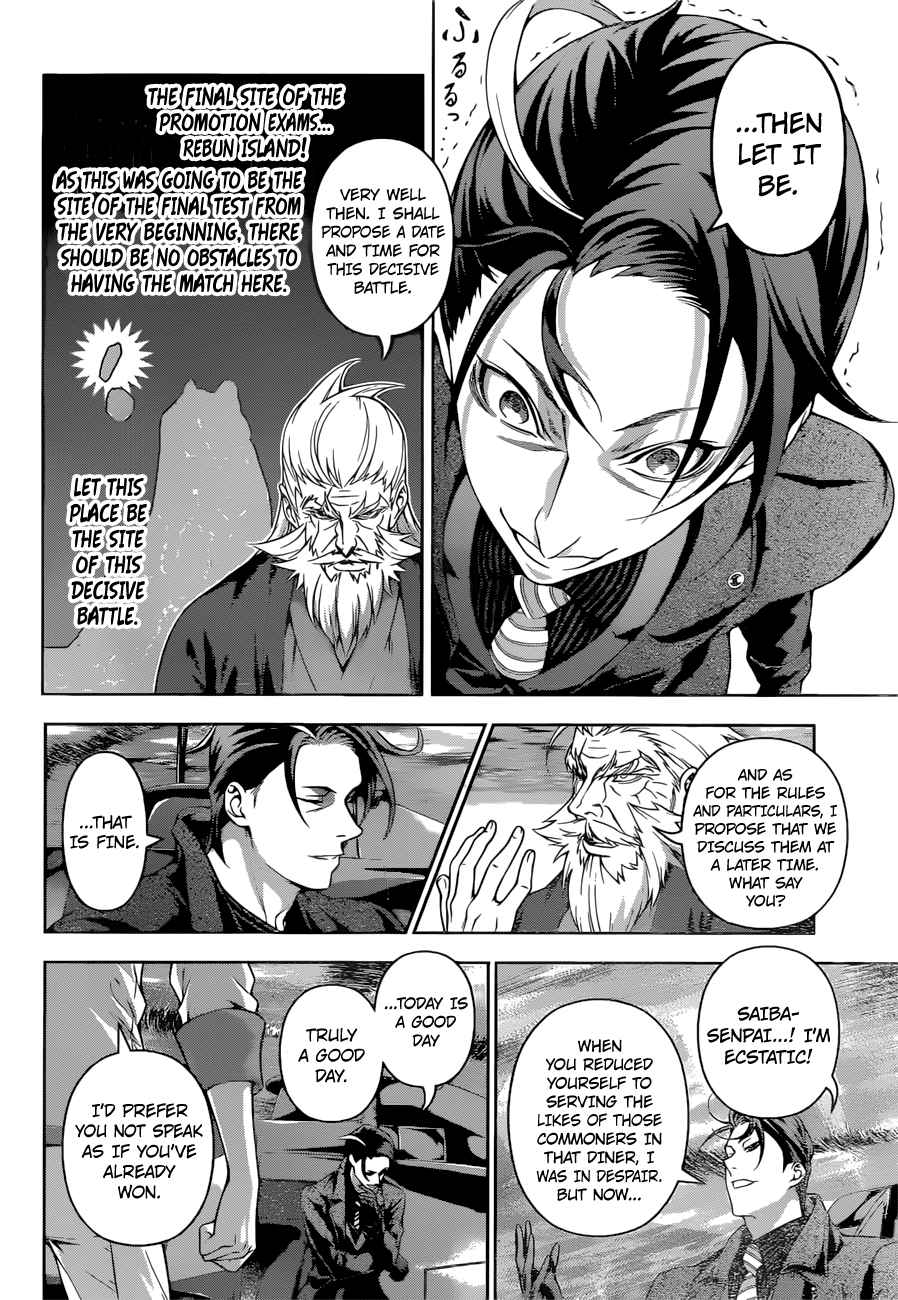 ...THEN
LET IT
BE.
ふるるっ
VERY WELL
THEN. I SHALL
PROPOSE A DATE
AND TIME FOR
THIS DECISIVE
BATTLE.
THE FINAL SITE OF THE
PROMOTION EXAMS...
REBUN ISLAND!
AS THIS WAS GOING TO BE THE
SITE OF THE FINAL TEST FROM
THE VERY BEGINNING, THERE
SHOULD BE NO OBSTACLES TO
HAVING THE MATCH HERE.
!
LET THIS
PLACE BE
THE SITE
OF THIS
DECISIVE
BATTLE.
AND AS
FOR THE RULES
AND PARTICULARS, I
PROPOSE THAT WE
DISCUSS THEM AT
A LATER TIME.
WHAT SAY
YOU?
...THAT
IS FINE.
SAIBA-
SENPAI...! I'M
ECSTATIC!
WHEN
YOU REDUCED
YOURSELF TO
SERVING THE
LIKES OF THOSE
COMMONERS IN
THAT DINER, I
WAS IN DESPAIR.
BUT NOW...
...TODAY IS
A GOOD
DAY
TRULY
A GOOD
DAY.
I'D PREFER
YOU NOT SPEAK
AS IF YOU'VE
ALREADY
WON.